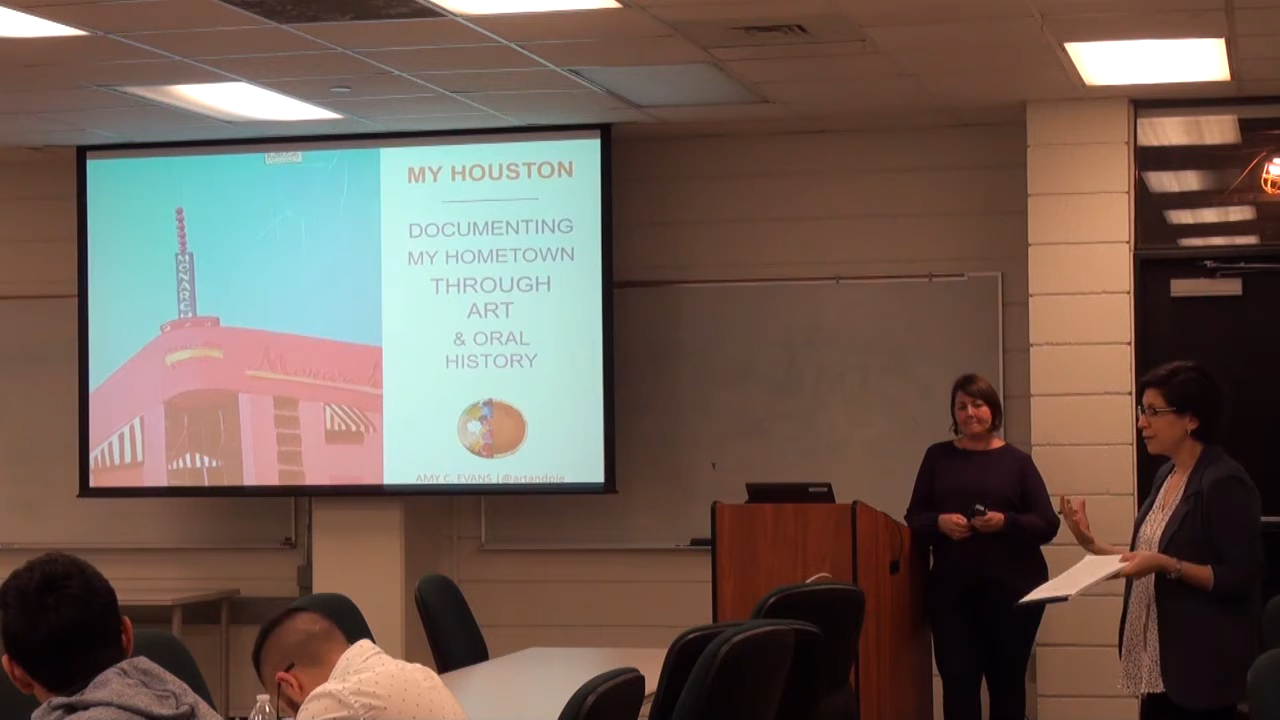 MONARCH
MY HOUSTON
DOCUMENTING
MY HOMETOWN
THROUGH
ART
& ORAL
HISTORY
AMY C. EVANS | @artandpie